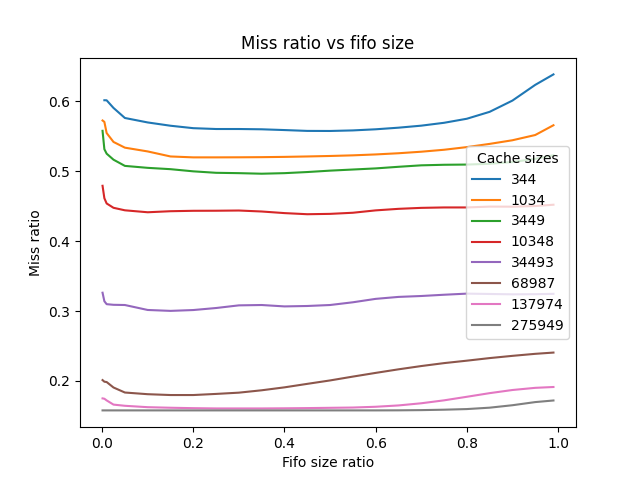 Miss ratio vs fifo size
Miss ratio
0.6
0.5
0.4
0.3
0.2
Cache sizes
344
1034
3449
10348
34493
68987
137974
275949
0.0 0.2 0.4 0.6 0.8 1.0
Fifo size ratio